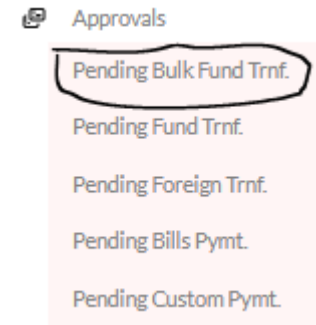 Approvals
Pending Bulk Fund Trnf.
Pending Fund Trnf.
Pending Foreign Trnf.
Pending Bills Pymt.
Pending Custom Pymt.